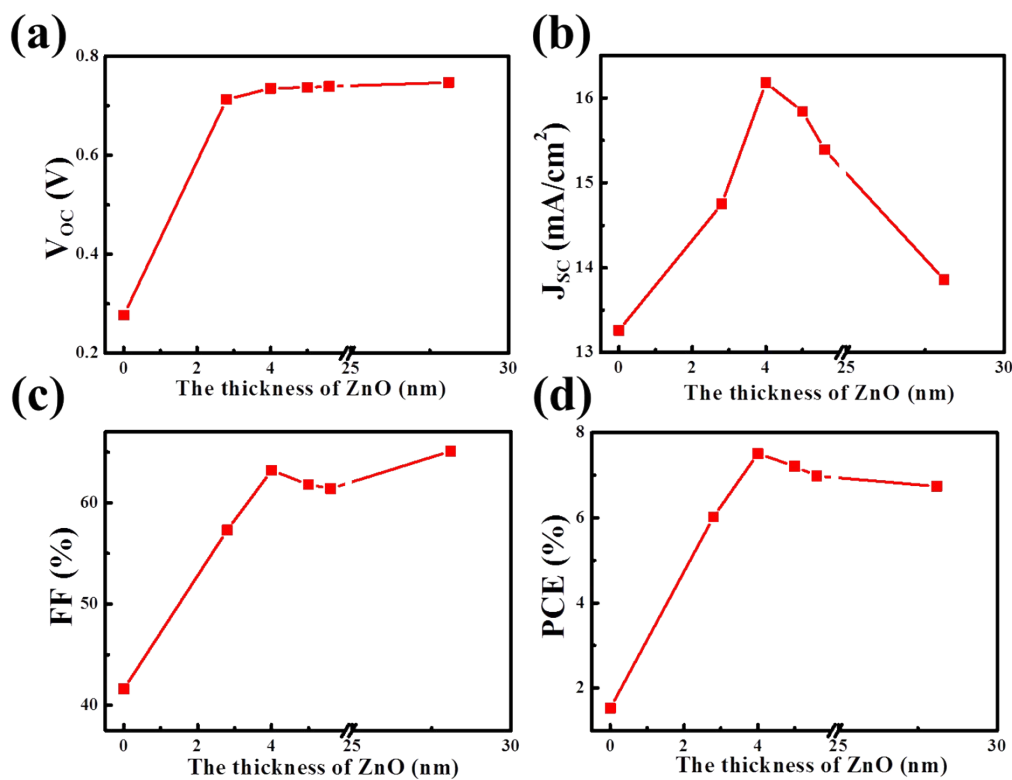 (a)
0.8
0.6
0.4
0.2
V_OC (V)
0 2 4 25 30
The thickness of ZnO (nm)
(b)
16
15
14
13
J_SC (mA/cm²)
0 2 4 25 30
The thickness of ZnO (nm)
(c)
60
50
40
FF (%)
0 2 4 25 30
The thickness of ZnO (nm)
(d)
8
6
4
2
PCE (%)
0 2 4 25 30
The thickness of ZnO (nm)